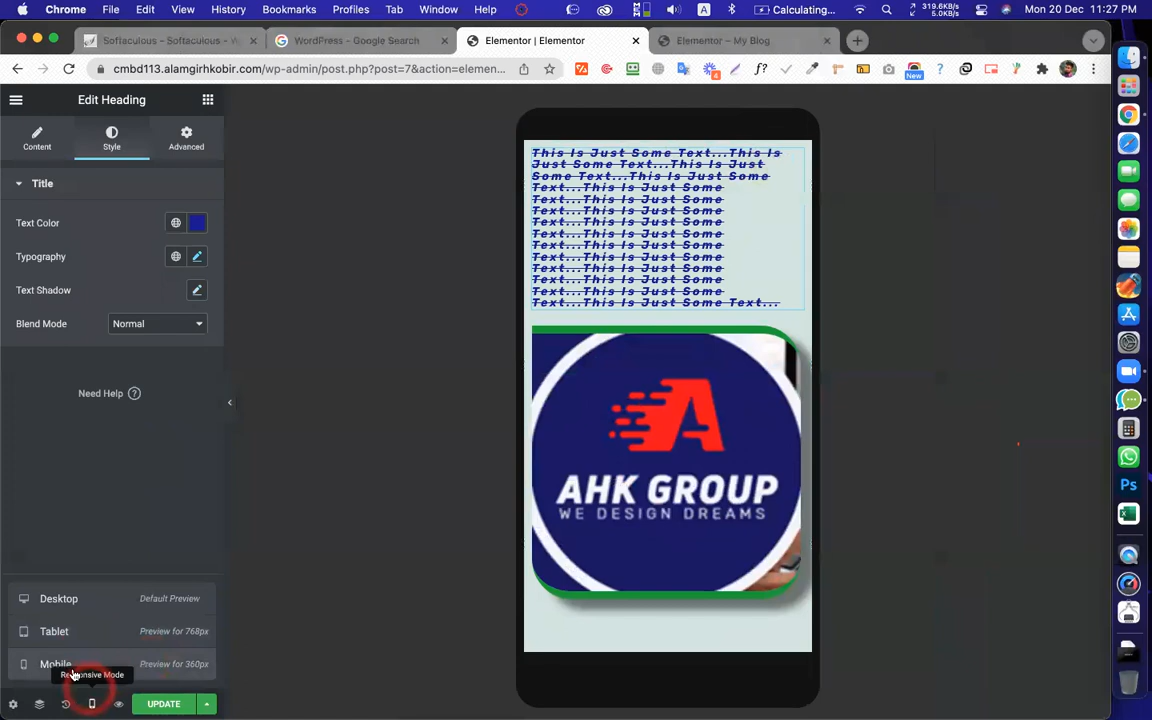 Chrome File Edit View History Bookmarks Profiles Tab Window Help
319.6KB/s
5.0KB/s
Calculating...
Mon 20 Dec 11:27 PM
Softaculous – Softaculous –
WordPress - Google Search
Elementor | Elementor
Elementor – My Blog
cmbd113.alamgirhkobir.com/wp-admin/post.php?post=7&action=elemen...
4
New
Edit Heading
Content
Style
Advanced
Title
Text Color
Typography
Text Shadow
Blend Mode
Normal
Need Help
Desktop
Default Preview
Tablet
Preview for 768px
Mobile
Preview for 360px
Responsive Mode
UPDATE
This Is Just Some Text...This Is
Just Some Text...This Is Just
Some Text...This Is Just Some
Text...This Is Just Some
Text...This Is Just Some
Text...This Is Just Some
Text...This Is Just Some
Text...This Is Just Some
Text...This Is Just Some
Text...This Is Just Some
Text...This Is Just Some
Text...This Is Just Some
Text...This Is Just Some
Text...This Is Just Some Text...
A
AHK GROUP
WE DESIGN DREAMS